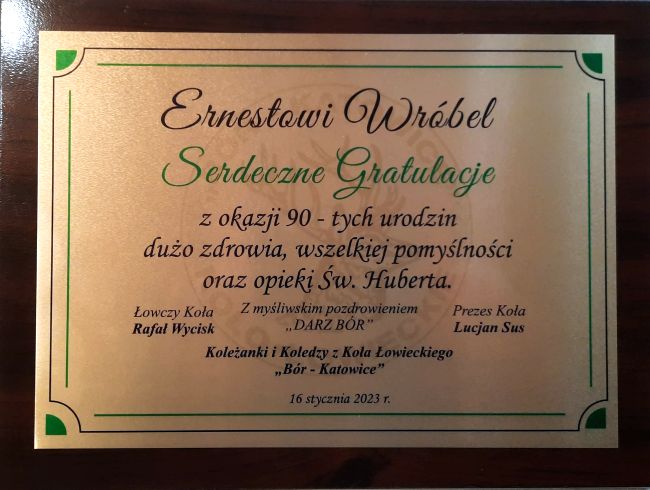 Ernestowi Wróbel
Serdeczne Gratulacje
z okazji 90 - tych urodzin
dużo zdrowia, wszelkiej pomyślności
oraz opieki Św. Huberta.
Łowczy Koła
Rafał Wycisk
Z myśliwskim pozdrowieniem
„DARZ BÓR”
Prezes Koła
Lucjan Sus
Koleżanki i Koledzy z Koła Łowieckiego
„Bór - Katowice”
16 stycznia 2023 r.